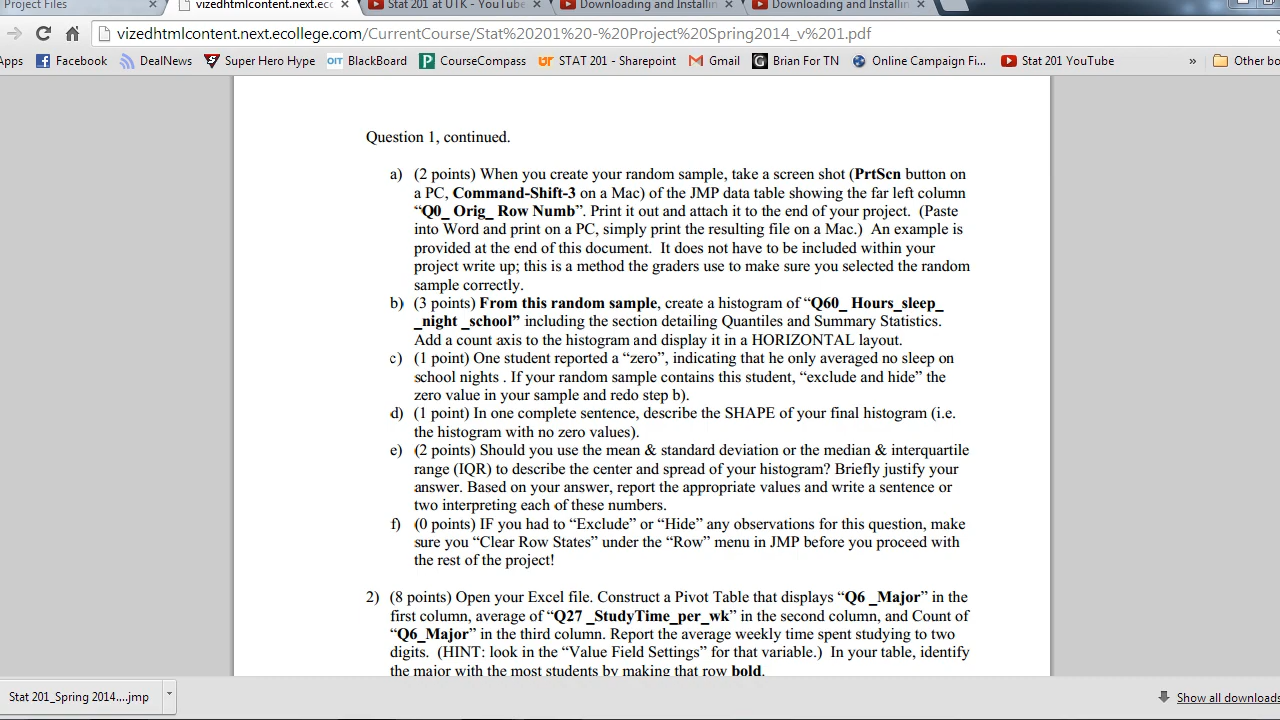 Project Files
vizedhtmlcontent.next.ecc
Stat 201 at UTK - YouTube
Downloading and Installin
Downloading and Installin
vizedhtmlcontent.next.ecollege.com/CurrentCourse/Stat%20201%20-%20Project%20Spring2014_v%201.pdf
Apps Facebook DealNews Super Hero Hype OIT BlackBoard P CourseCompass UT STAT 201 - Sharepoint Gmail G Brian For TN Online Campaign Fi... Stat 201 YouTube » Other bo
Question 1, continued.
a) (2 points) When you create your random sample, take a screen shot (PrtScn button on
a PC, Command-Shift-3 on a Mac) of the JMP data table showing the far left column
“Q0_ Orig_ Row Numb”. Print it out and attach it to the end of your project. (Paste
into Word and print on a PC, simply print the resulting file on a Mac.) An example is
provided at the end of this document. It does not have to be included within your
project write up; this is a method the graders use to make sure you selected the random
sample correctly.
b) (3 points) From this random sample, create a histogram of “Q60_ Hours_sleep_
_night _school” including the section detailing Quantiles and Summary Statistics.
Add a count axis to the histogram and display it in a HORIZONTAL layout.
c) (1 point) One student reported a “zero”, indicating that he only averaged no sleep on
school nights . If your random sample contains this student, “exclude and hide” the
zero value in your sample and redo step b).
d) (1 point) In one complete sentence, describe the SHAPE of your final histogram (i.e.
the histogram with no zero values).
e) (2 points) Should you use the mean & standard deviation or the median & interquartile
range (IQR) to describe the center and spread of your histogram? Briefly justify your
answer. Based on your answer, report the appropriate values and write a sentence or
two interpreting each of these numbers.
f) (0 points) IF you had to “Exclude” or “Hide” any observations for this question, make
sure you “Clear Row States” under the “Row” menu in JMP before you proceed with
the rest of the project!
2) (8 points) Open your Excel file. Construct a Pivot Table that displays “Q6 _Major” in the
first column, average of “Q27 _StudyTime_per_wk” in the second column, and Count of
“Q6_Major” in the third column. Report the average weekly time spent studying to two
digits. (HINT: look in the “Value Field Settings” for that variable.) In your table, identify
the major with the most students by making that row bold.
Stat 201_Spring 2014....jmp
Show all downloads